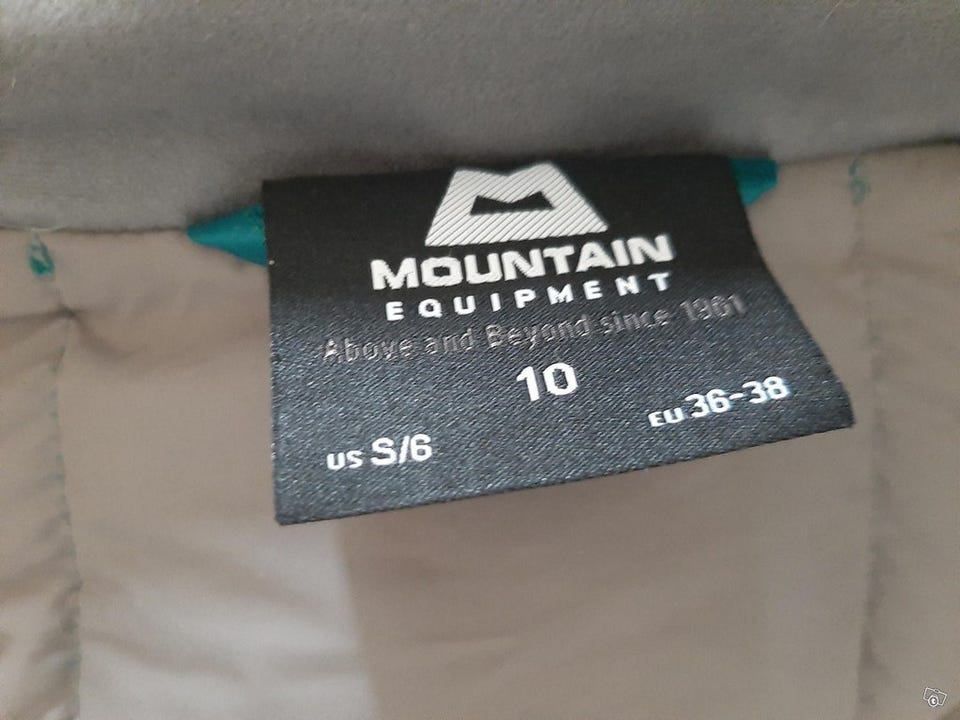 MOUNTAIN
EQUIPMENT
Above and Beyond since 1961
10
US S/6
EU 36-38